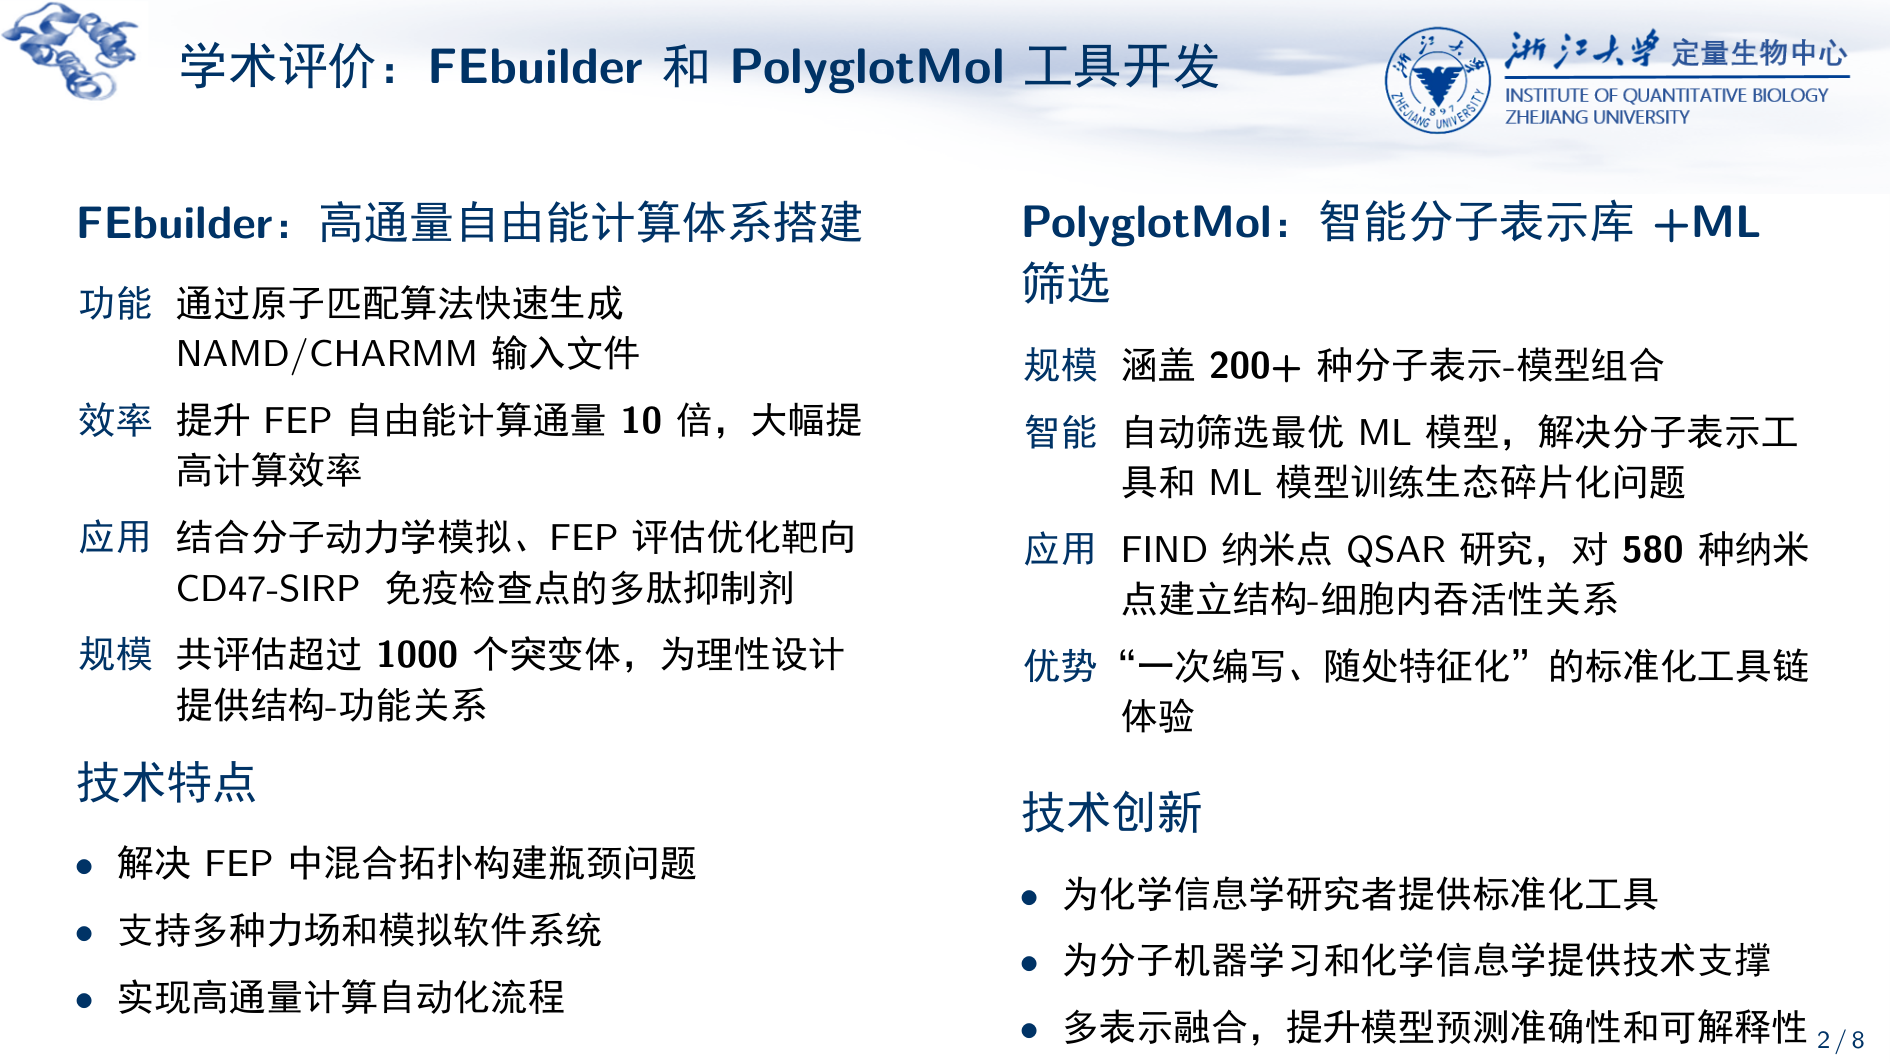 学术评价：FEbuilder 和 PolyglotMol 工具开发
浙江大学 定量生物中心
INSTITUTE OF QUANTITATIVE BIOLOGY
ZHEJIANG UNIVERSITY
浙江大学
1897
ZHEJIANG UNIVERSITY
FEbuilder：高通量自由能计算体系搭建
功能 通过原子匹配算法快速生成
NAMD/CHARMM 输入文件
效率 提升 FEP 自由能计算通量 10 倍，大幅提
高计算效率
应用 结合分子动力学模拟、FEP 评估优化靶向
CD47-SIRP 免疫检查点的多肽抑制剂
规模 共评估超过 1000 个突变体，为理性设计
提供结构-功能关系
技术特点
• 解决 FEP 中混合拓扑构建瓶颈问题
• 支持多种力场和模拟软件系统
• 实现高通量计算自动化流程
PolyglotMol：智能分子表示库 +ML
筛选
规模 涵盖 200+ 种分子表示-模型组合
智能 自动筛选最优 ML 模型，解决分子表示工
具和 ML 模型训练生态碎片化问题
应用 FIND 纳米点 QSAR 研究，对 580 种纳米
点建立结构-细胞内吞活性关系
优势 “一次编写、随处特征化”的标准化工具链
体验
技术创新
• 为化学信息学研究者提供标准化工具
• 为分子机器学习和化学信息学提供技术支撑
• 多表示融合，提升模型预测准确性和可解释性
2 / 8